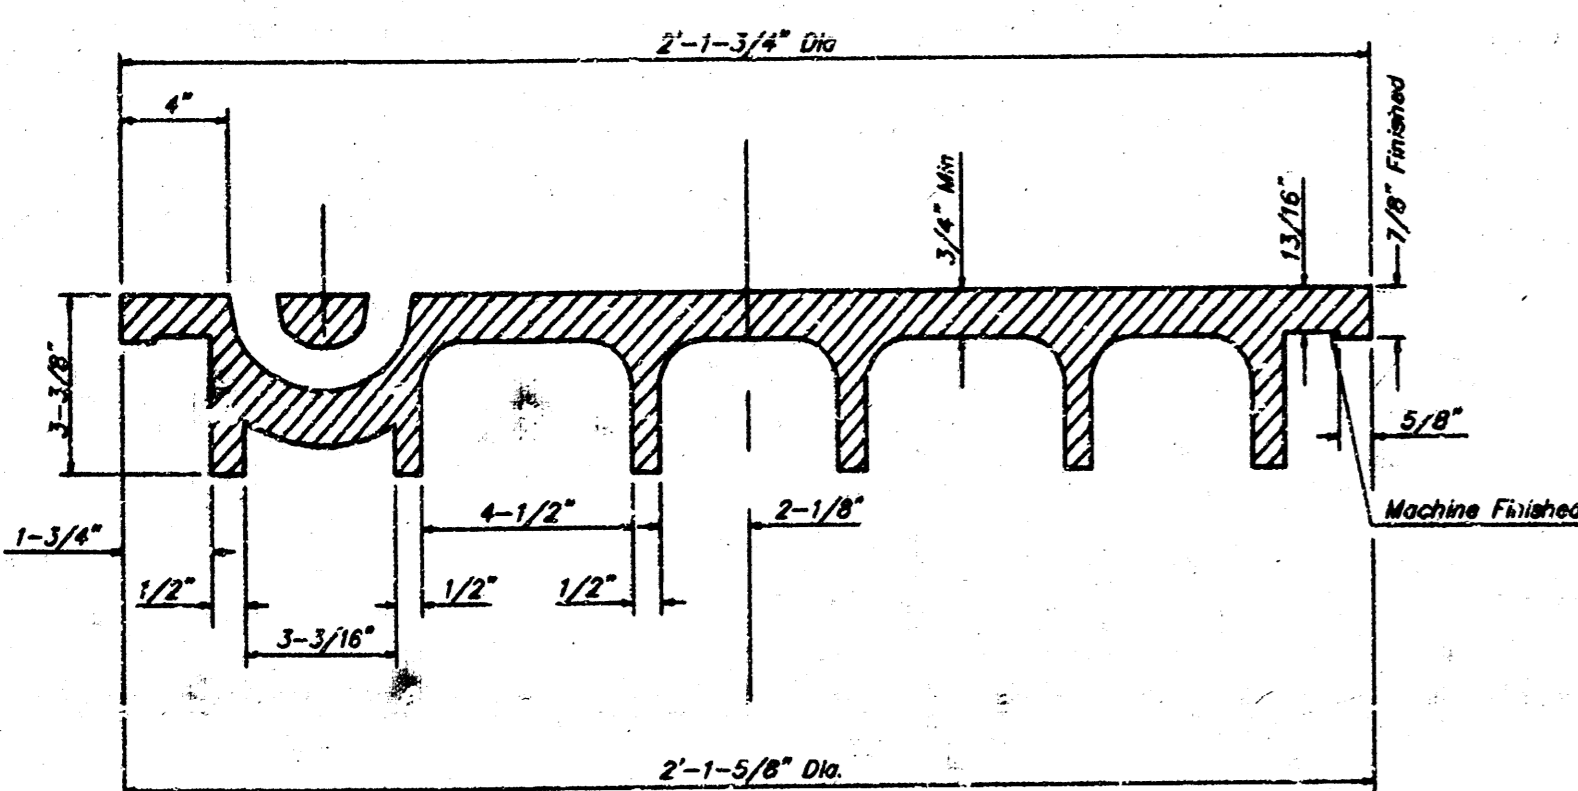 2'-1-3/4" Dia
4"
3/4" Min
13/16"
7/8" Finished
3-3/8"
5/8"
4-1/2"
2-1/8"
Machine Finished
1-3/4"
1/2"
1/2"
1/2"
3-3/16"
2'-1-5/8" Dia.